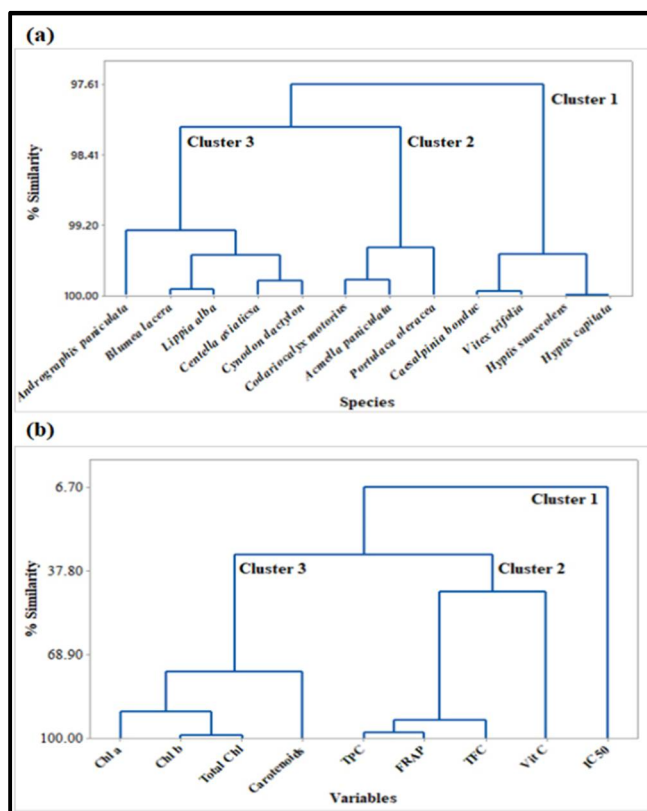 (a)
97.61
Cluster 1
Cluster 3
Cluster 2
98.41
% Similarity
99.20
100.00
Andrographis paniculata
Blumea lacera
Lippia alba
Centella aviaticsa
Cynodon dactylon
Codariocalyx motorius
Acmella paniculata
Portulaca oleracea
Caesalpinia bonduc
Vitex trifolia
Hyptis suaveolens
Hyptis capitata
Species
(b)
6.70
Cluster 1
37.80
Cluster 3
Cluster 2
% Similarity
68.90
100.00
Chl a
Chl b
Total Chl
Carotenoids
TpC
FRAP
TFC
Vit C
IC 50
Variables